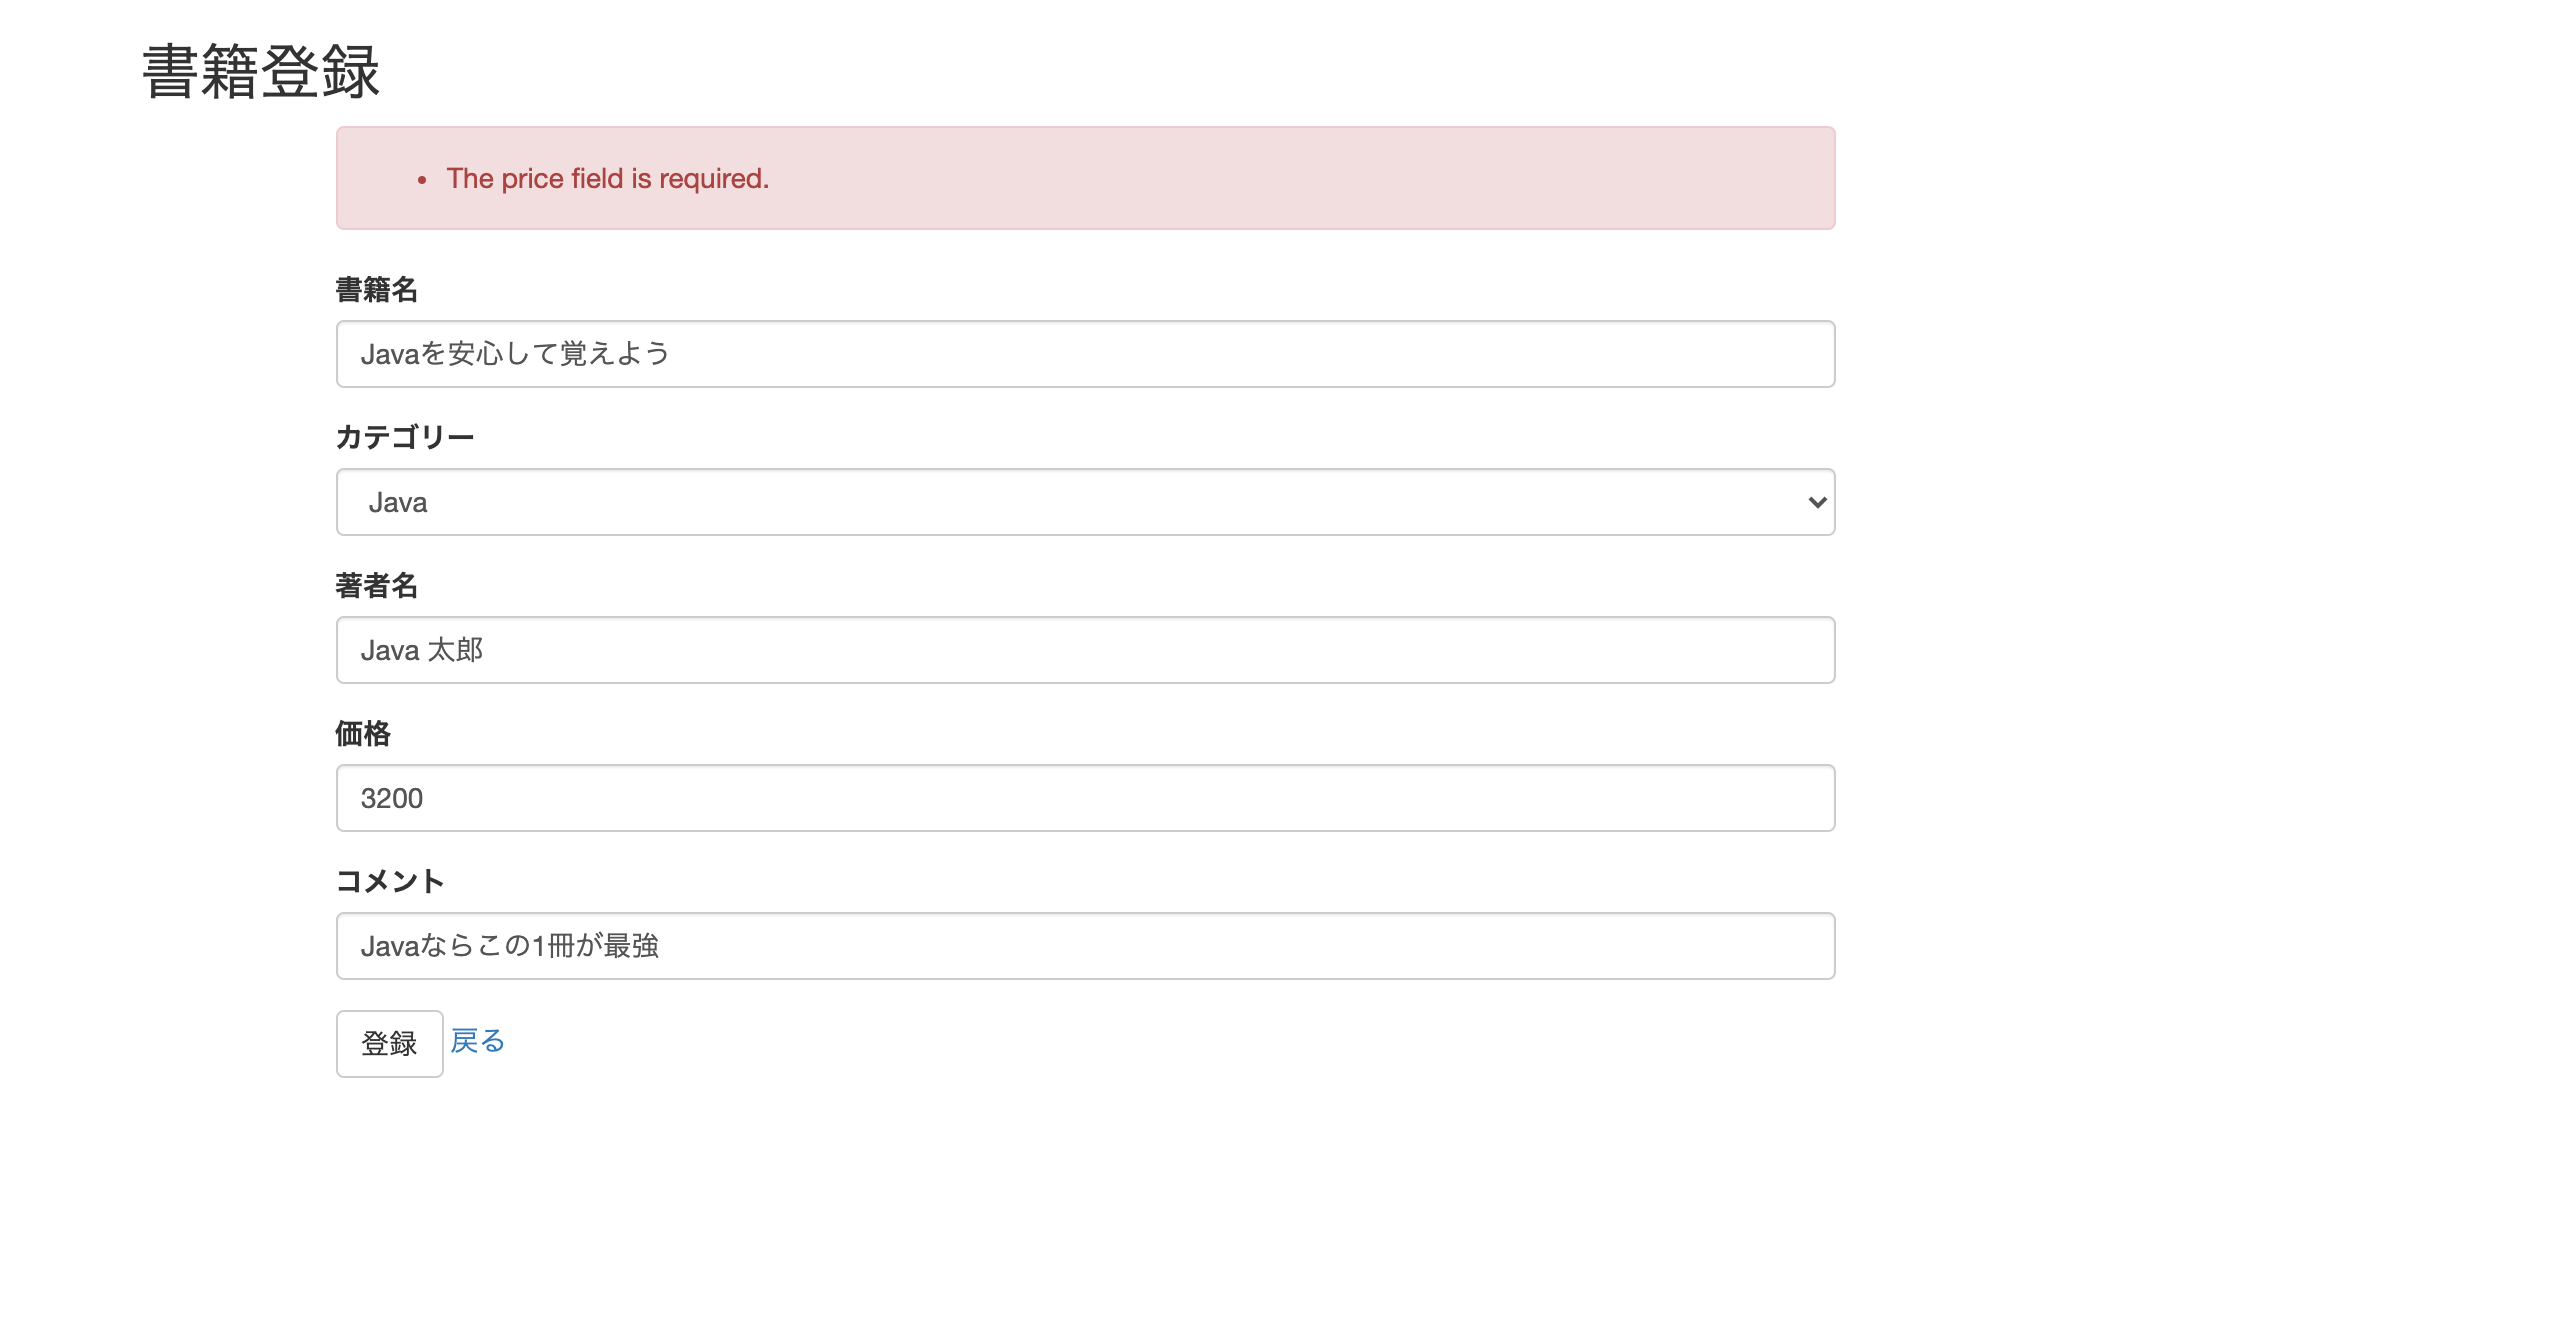 書籍登録
• The price field is required.
書籍名
Javaを安心して覚えよう
カテゴリー
Java
著者名
Java 太郎
価格
3200
コメント
Javaならこの1冊が最強
登録 戻る